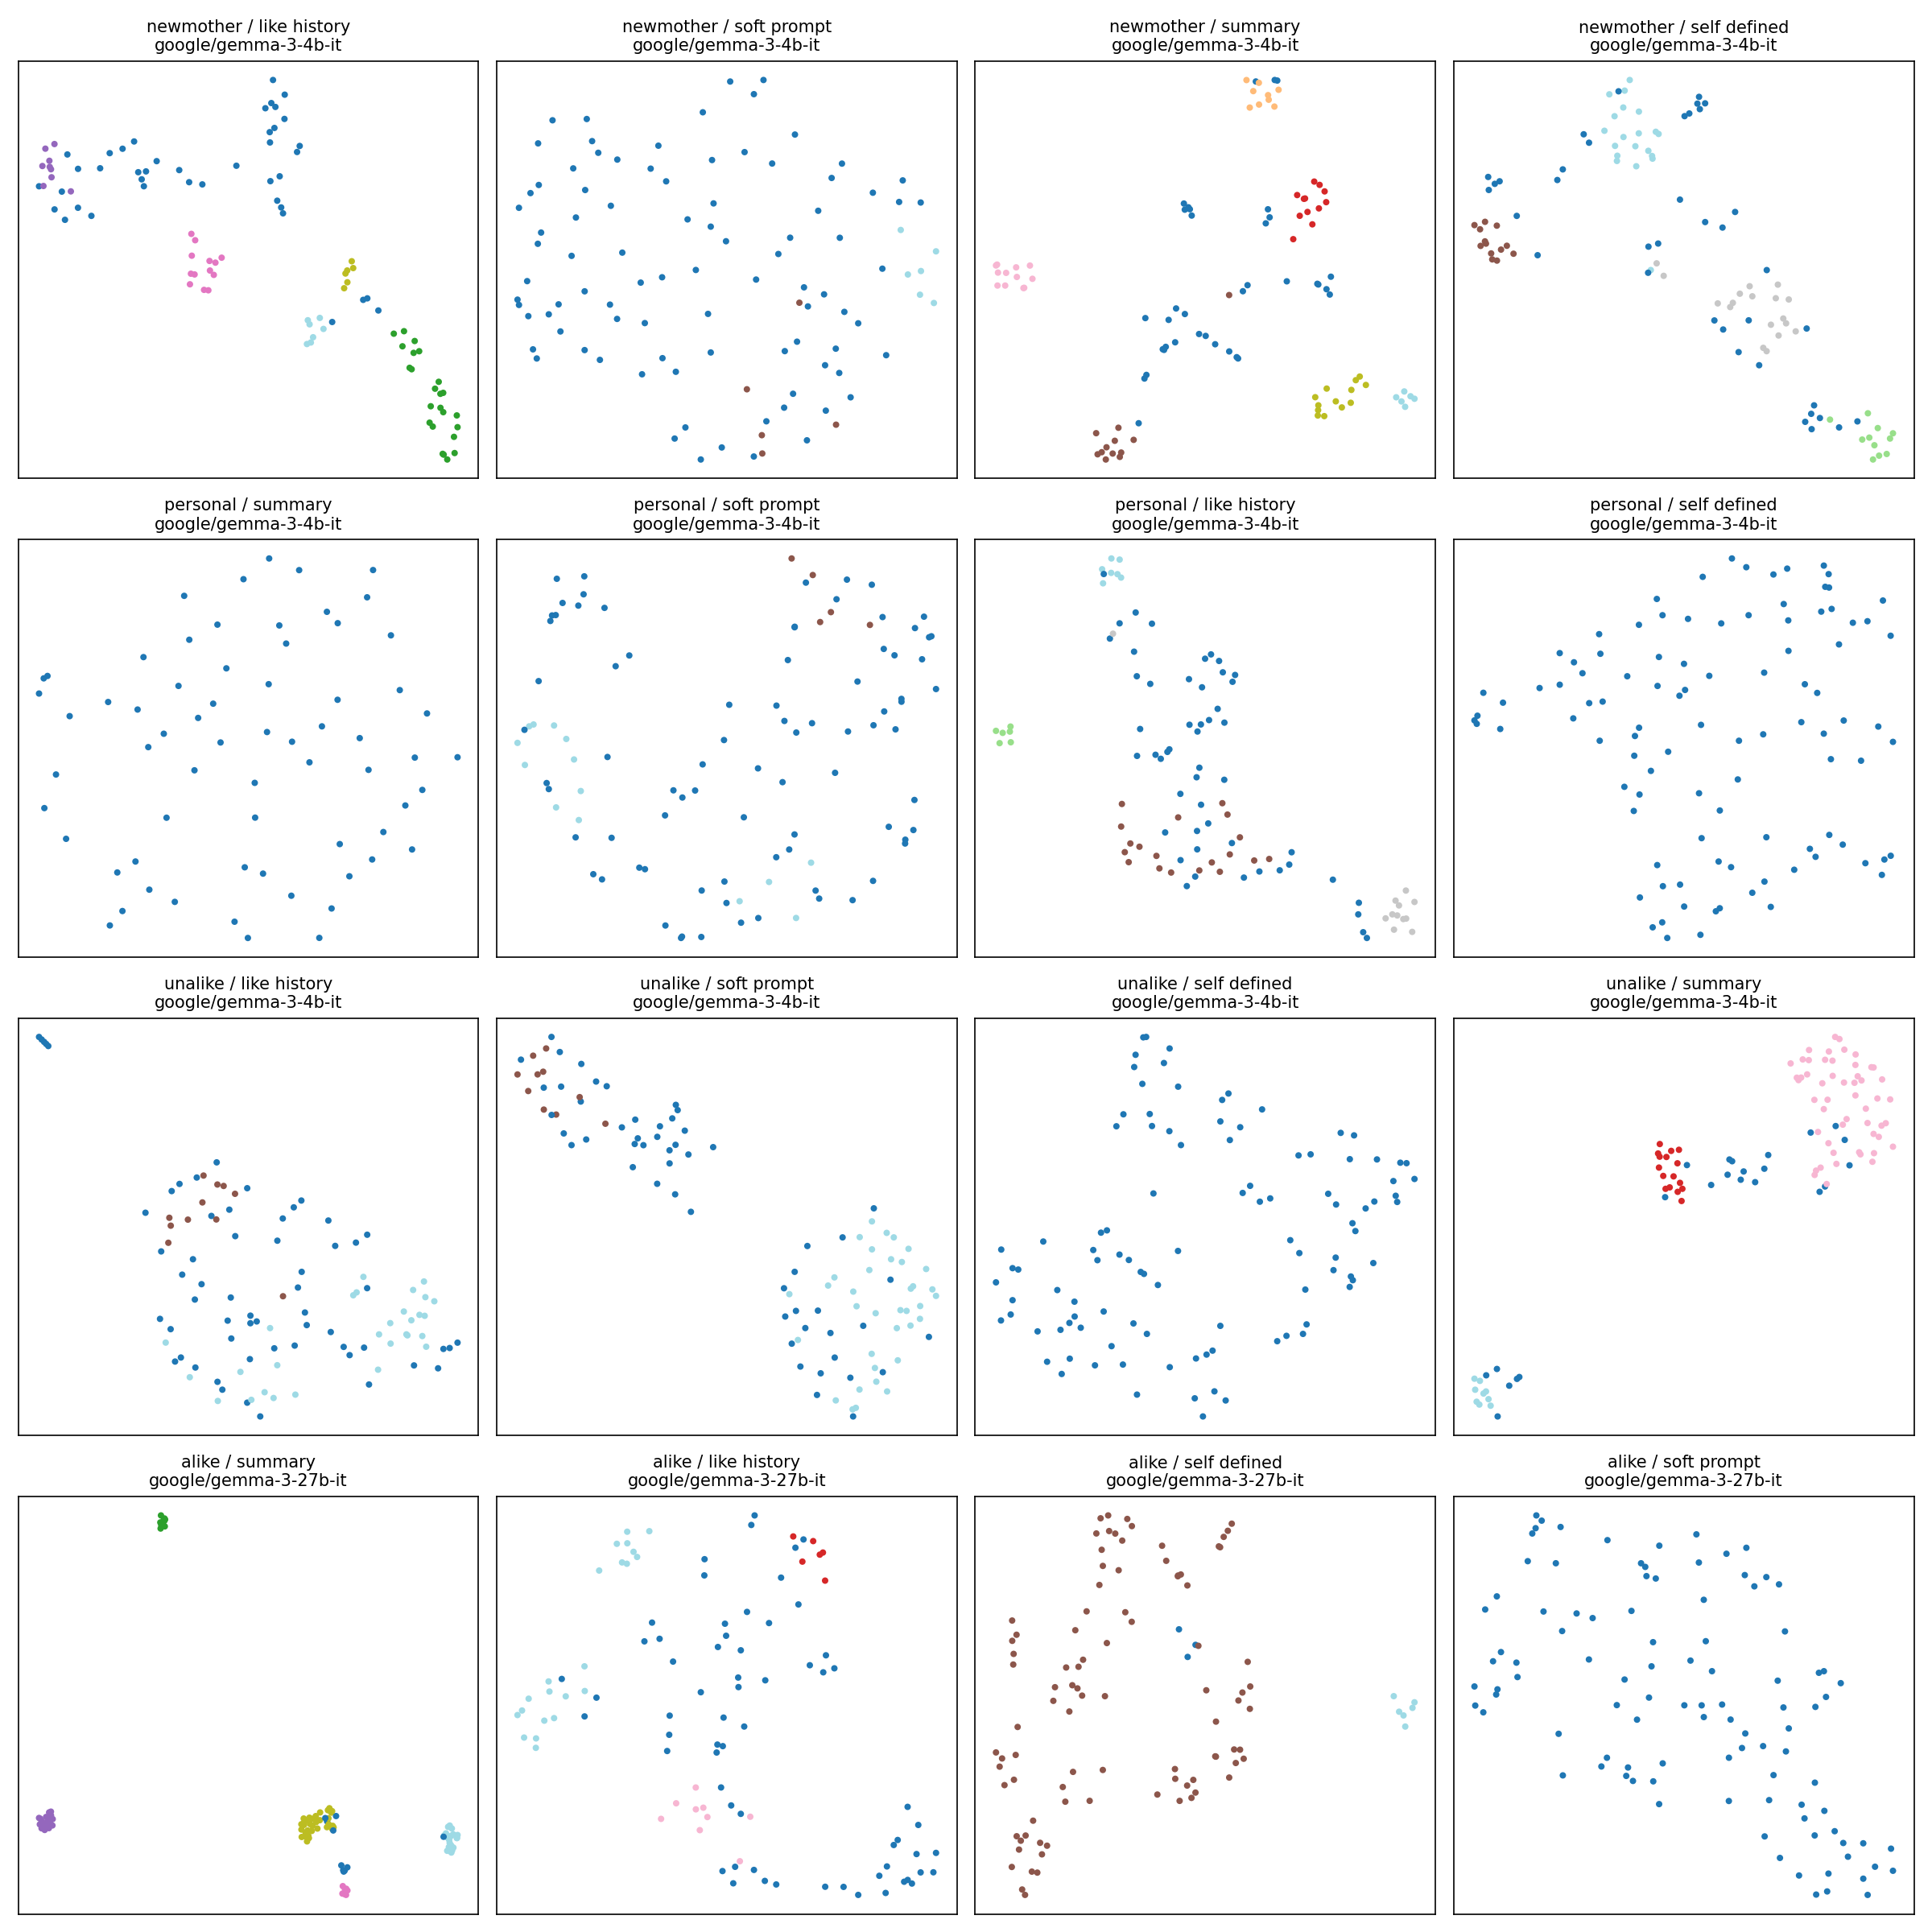 newmother / like history
google/gemma-3-4b-it
newmother / soft prompt
google/gemma-3-4b-it
newmother / summary
google/gemma-3-4b-it
newmother / self defined
google/gemma-3-4b-it
personal / summary
google/gemma-3-4b-it
personal / soft prompt
google/gemma-3-4b-it
personal / like history
google/gemma-3-4b-it
personal / self defined
google/gemma-3-4b-it
unalike / like history
google/gemma-3-4b-it
unalike / soft prompt
google/gemma-3-4b-it
unalike / self defined
google/gemma-3-4b-it
unalike / summary
google/gemma-3-4b-it
alike / summary
google/gemma-3-27b-it
alike / like history
google/gemma-3-27b-it
alike / self defined
google/gemma-3-27b-it
alike / soft prompt
google/gemma-3-27b-it